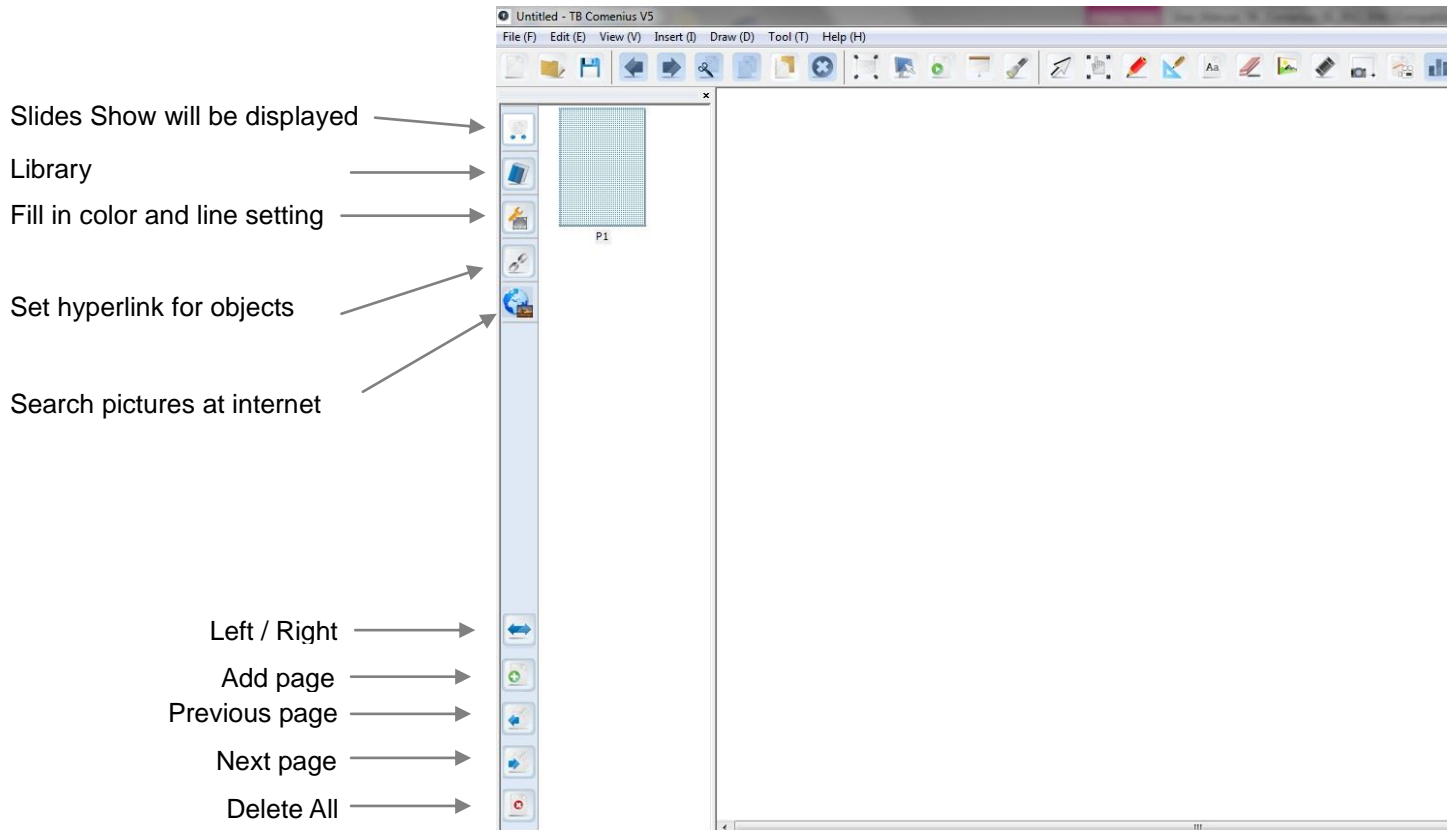 Untitled - TB Comenius V5
File (F) Edit (E) View (V) Insert (I) Draw (D) Tool (T) Help (H)
Aa
Slides Show will be displayed
Library
Fill in color and line setting
P1
Set hyperlink for objects
Search pictures at internet
Left / Right
Add page
Previous page
Next page
Delete All